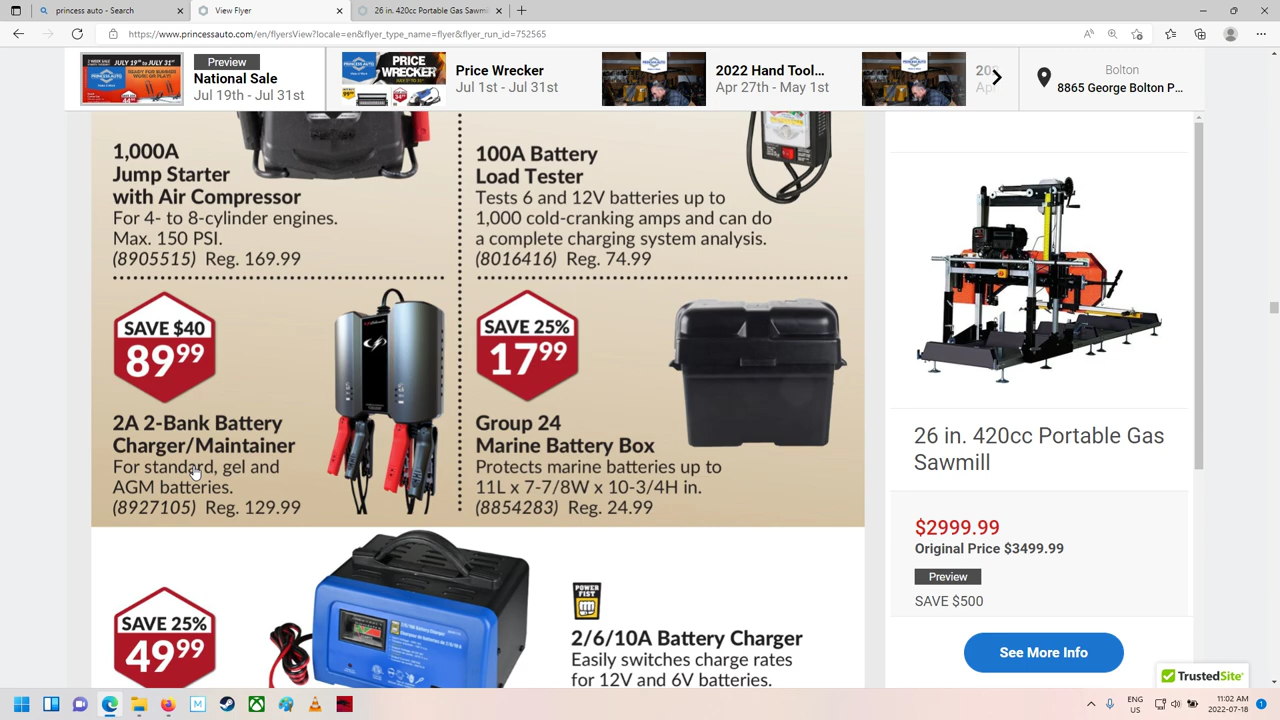 princess auto - Search
View Flyer
26 in. 420cc Portable Gas Sawmi
https://www.princessauto.com/en/flyersView?locale=en&flyer_type_name=flyer&flyer_run_id=752565
Preview
National Sale
Jul 19th - Jul 31st
PRICE WRECKER
Price Wrecker
Jul 1st - Jul 31st
2022 Hand Tool...
Apr 27th - May 1st
20
Ap
Bolton
8865 George Bolton P...
1,000A
Jump Starter
with Air Compressor
For 4- to 8-cylinder engines.
Max. 150 PSI.
(8905515) Reg. 169.99
100A Battery
Load Tester
Tests 6 and 12V batteries up to
1,000 cold-cranking amps and can do
a complete charging system analysis.
(8016416) Reg. 74.99
SAVE $40
89 99
2A 2-Bank Battery
Charger/Maintainer
For standard, gel and
AGM batteries.
(8927105) Reg. 129.99
SAVE 25%
17 99
Group 24
Marine Battery Box
Protects marine batteries up to
11L x 7-7/8W x 10-3/4H in.
(8854283) Reg. 24.99
SAVE 25%
49 99
POWER
FIST
2/6/10A Battery Charger
Easily switches charge rates
for 12V and 6V batteries.
26 in. 420cc Portable Gas
Sawmill
$2999.99
Original Price $3499.99
Preview
SAVE $500
See More Info
TrustedSite
ENG
US
11:02 AM
2022-07-18